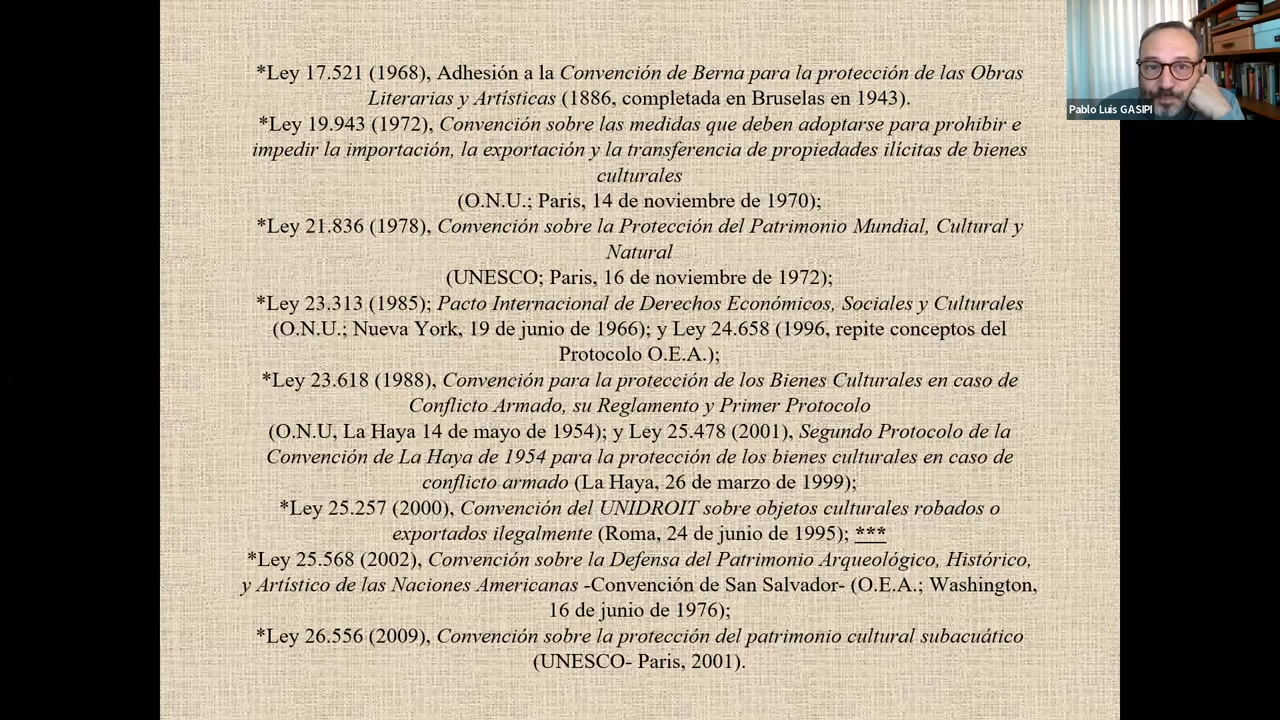 *Ley 17.521 (1968), Adhesión a la Convención de Berna para la protección de las Obras
Literarias y Artísticas (1886, completada en Bruselas en 1943).
*Ley 19.943 (1972), Convención sobre las medidas que deben adoptarse para prohibir e
impedir la importación, la exportación y la transferencia de propiedades ilícitas de bienes
culturales
(O.N.U.; Paris, 14 de noviembre de 1970);
*Ley 21.836 (1978), Convención sobre la Protección del Patrimonio Mundial, Cultural y
Natural
(UNESCO; Paris, 16 de noviembre de 1972);
*Ley 23.313 (1985); Pacto Internacional de Derechos Económicos, Sociales y Culturales
(O.N.U.; Nueva York, 19 de junio de 1966); y Ley 24.658 (1996, repite conceptos del
Protocolo O.E.A.);
*Ley 23.618 (1988), Convención para la protección de los Bienes Culturales en caso de
Conflicto Armado, su Reglamento y Primer Protocolo
(O.N.U, La Haya 14 de mayo de 1954); y Ley 25.478 (2001), Segundo Protocolo de la
Convención de La Haya de 1954 para la protección de los bienes culturales en caso de
conflicto armado (La Haya, 26 de marzo de 1999);
*Ley 25.257 (2000), Convención del UNIDROIT sobre objetos culturales robados o
exportados ilegalmente (Roma, 24 de junio de 1995); ***
*Ley 25.568 (2002), Convención sobre la Defensa del Patrimonio Arqueológico, Histórico,
y Artístico de las Naciones Americanas -Convención de San Salvador- (O.E.A.; Washington,
16 de junio de 1976);
*Ley 26.556 (2009), Convención sobre la protección del patrimonio cultural subacuático
(UNESCO- Paris, 2001).
Pablo Luis GASIPI